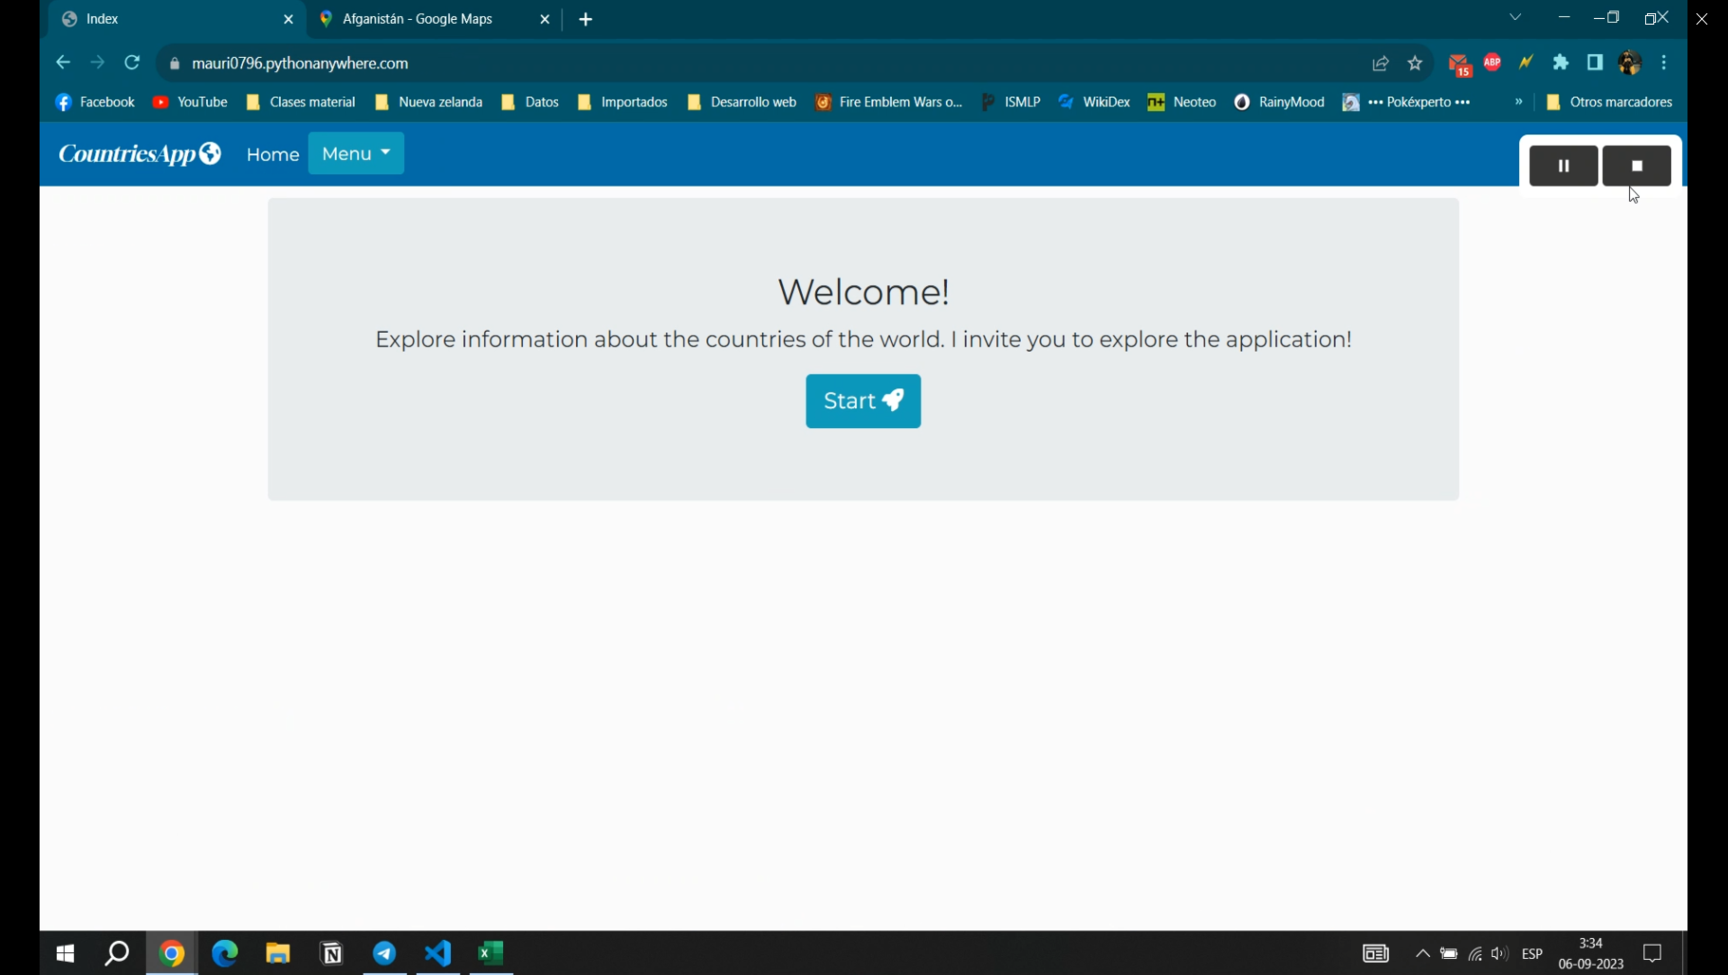 Index
Afganistán - Google Maps
mauri0796.pythonanywhere.com
15
ABP
Facebook
YouTube
Clases material
Nueva zelanda
Datos
Importados
Desarrollo web
Fire Emblem Wars o...
ISMLP
WikiDex
n+
Neoteo
RainyMood
••• Pokéxperto •••
»
Otros marcadores
CountriesApp
Home
Menu
Welcome!
Explore information about the countries of the world. I invite you to explore the application!
Start
ESP
3:34
06-09-2023